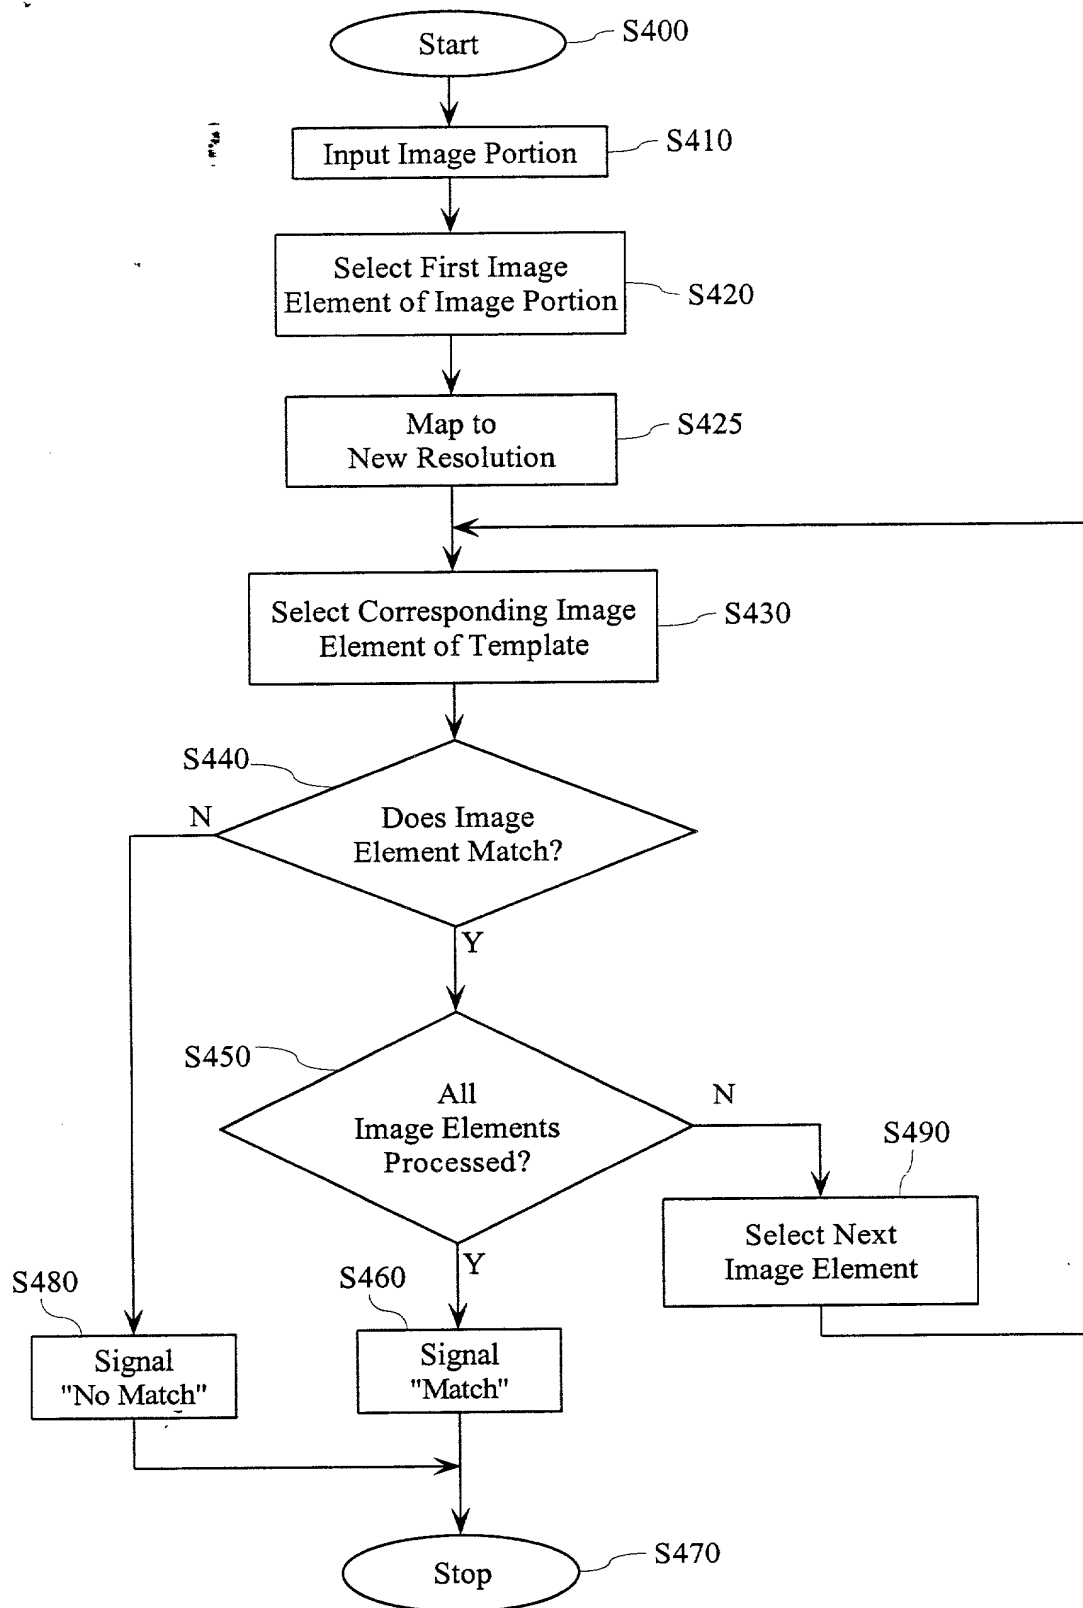 Start
S400
Input Image Portion
S410
Select First Image
Element of Image Portion
S420
Map to
New Resolution
S425
Select Corresponding Image
Element of Template
S430
S440
N
Does Image
Element Match?
Y
S450
All
Image Elements
Processed?
N
S490
Select Next
Image Element
Y
S480
Signal
"No Match"
S460
Signal
"Match"
Stop
S470